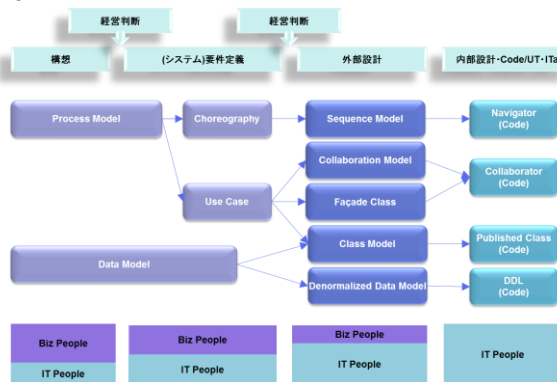 経営判断
経営判断
構想
(システム)要件定義
外部設計
内部設計・Code/UT・ITa
Process Model
Choreography
Sequence Model
Navigator
(Code)
Collaboration Model
Collaborator
(Code)
Use Case
Façade Class
Data Model
Class Model
Published Class
(Code)
Denormalized Data Model
DDL
(Code)
Biz People
IT People
Biz People
IT People
Biz People
IT People
IT People